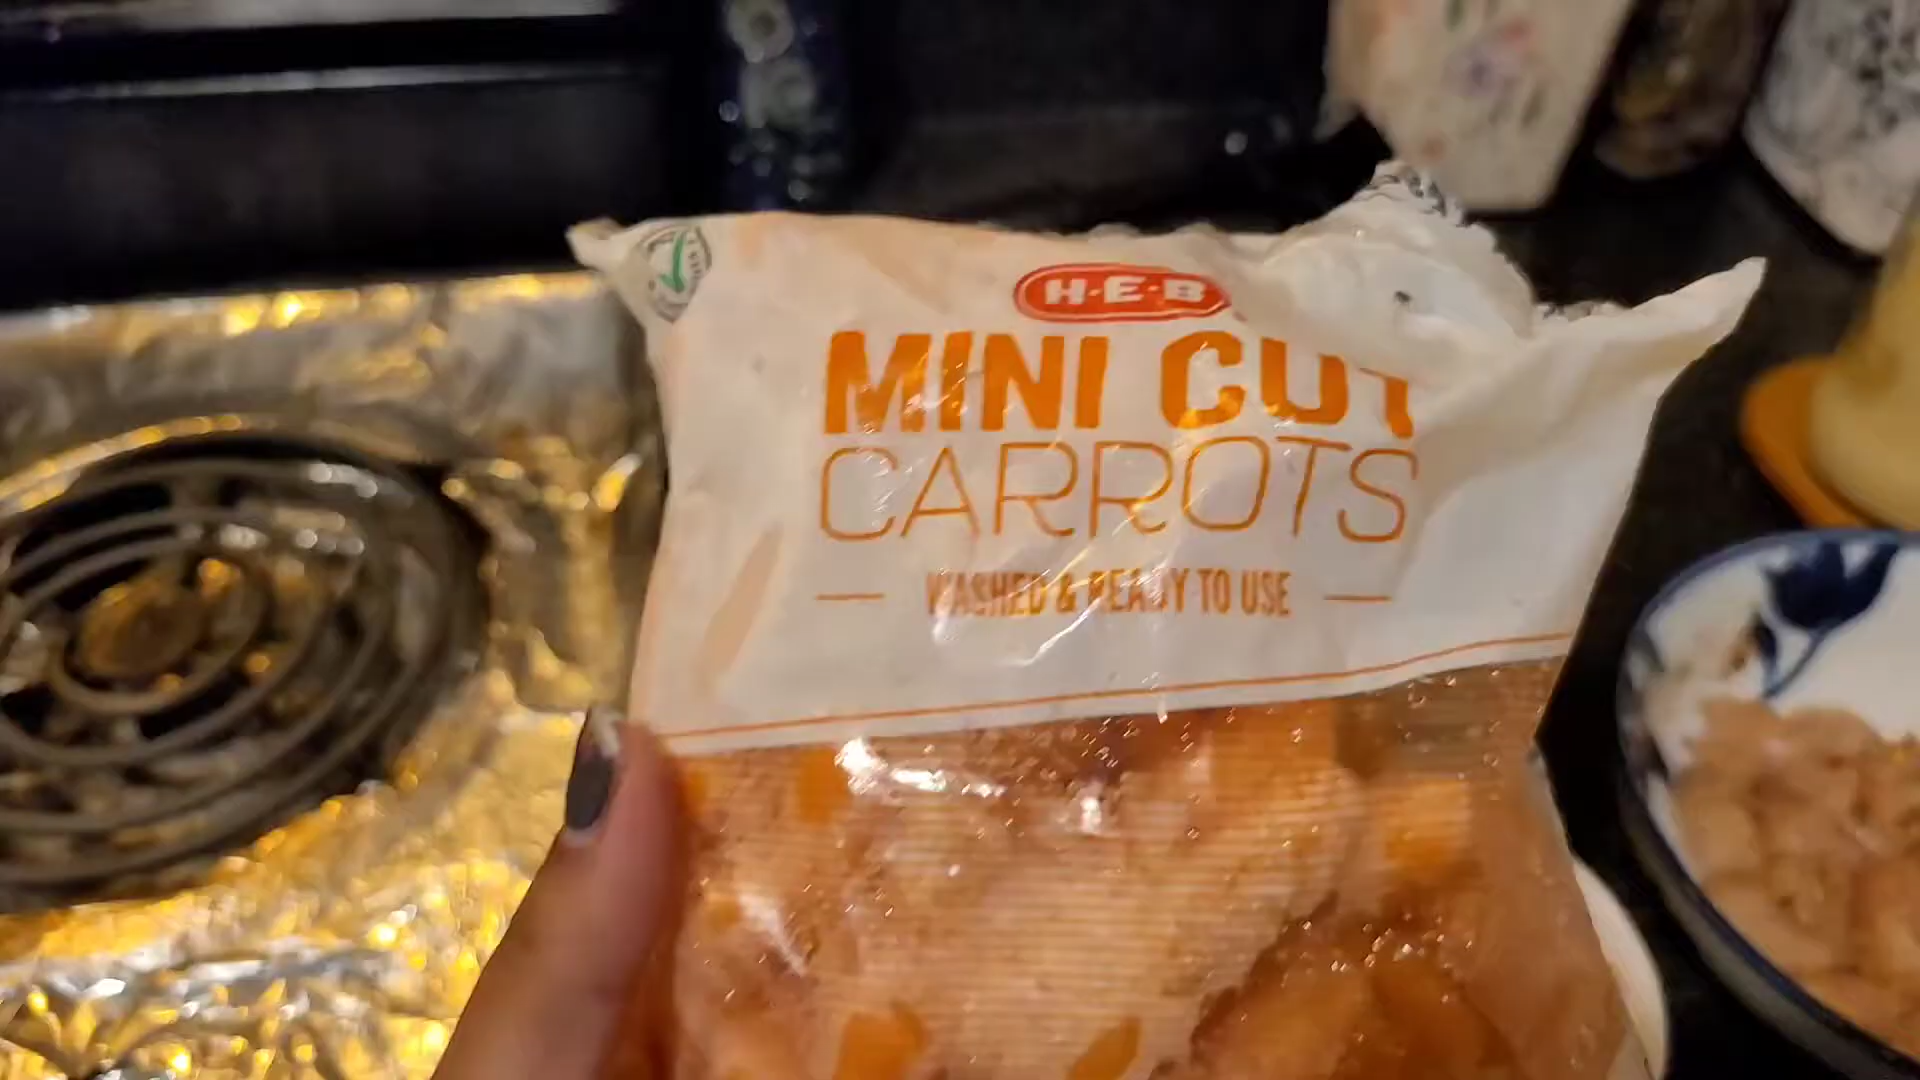 H-E-B
MINI CUT
CARROTS
WASHED & READY TO USE